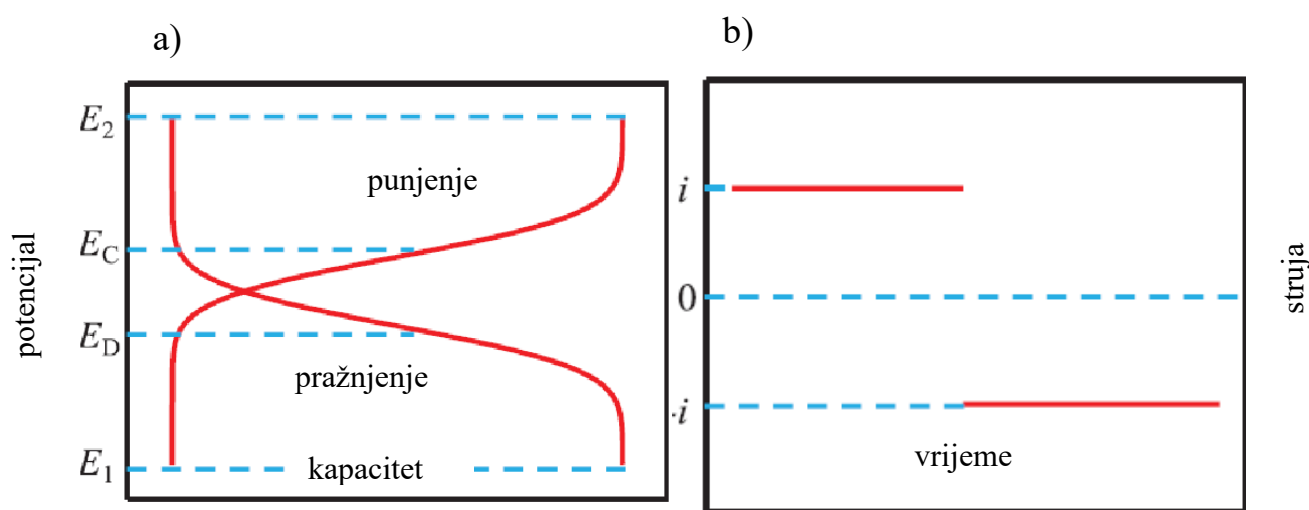 a)
E2
punjenje
EC
potencijal
ED
pražnjenje
E1
kapacitet
b)
i
0
struja
-i
vrijeme